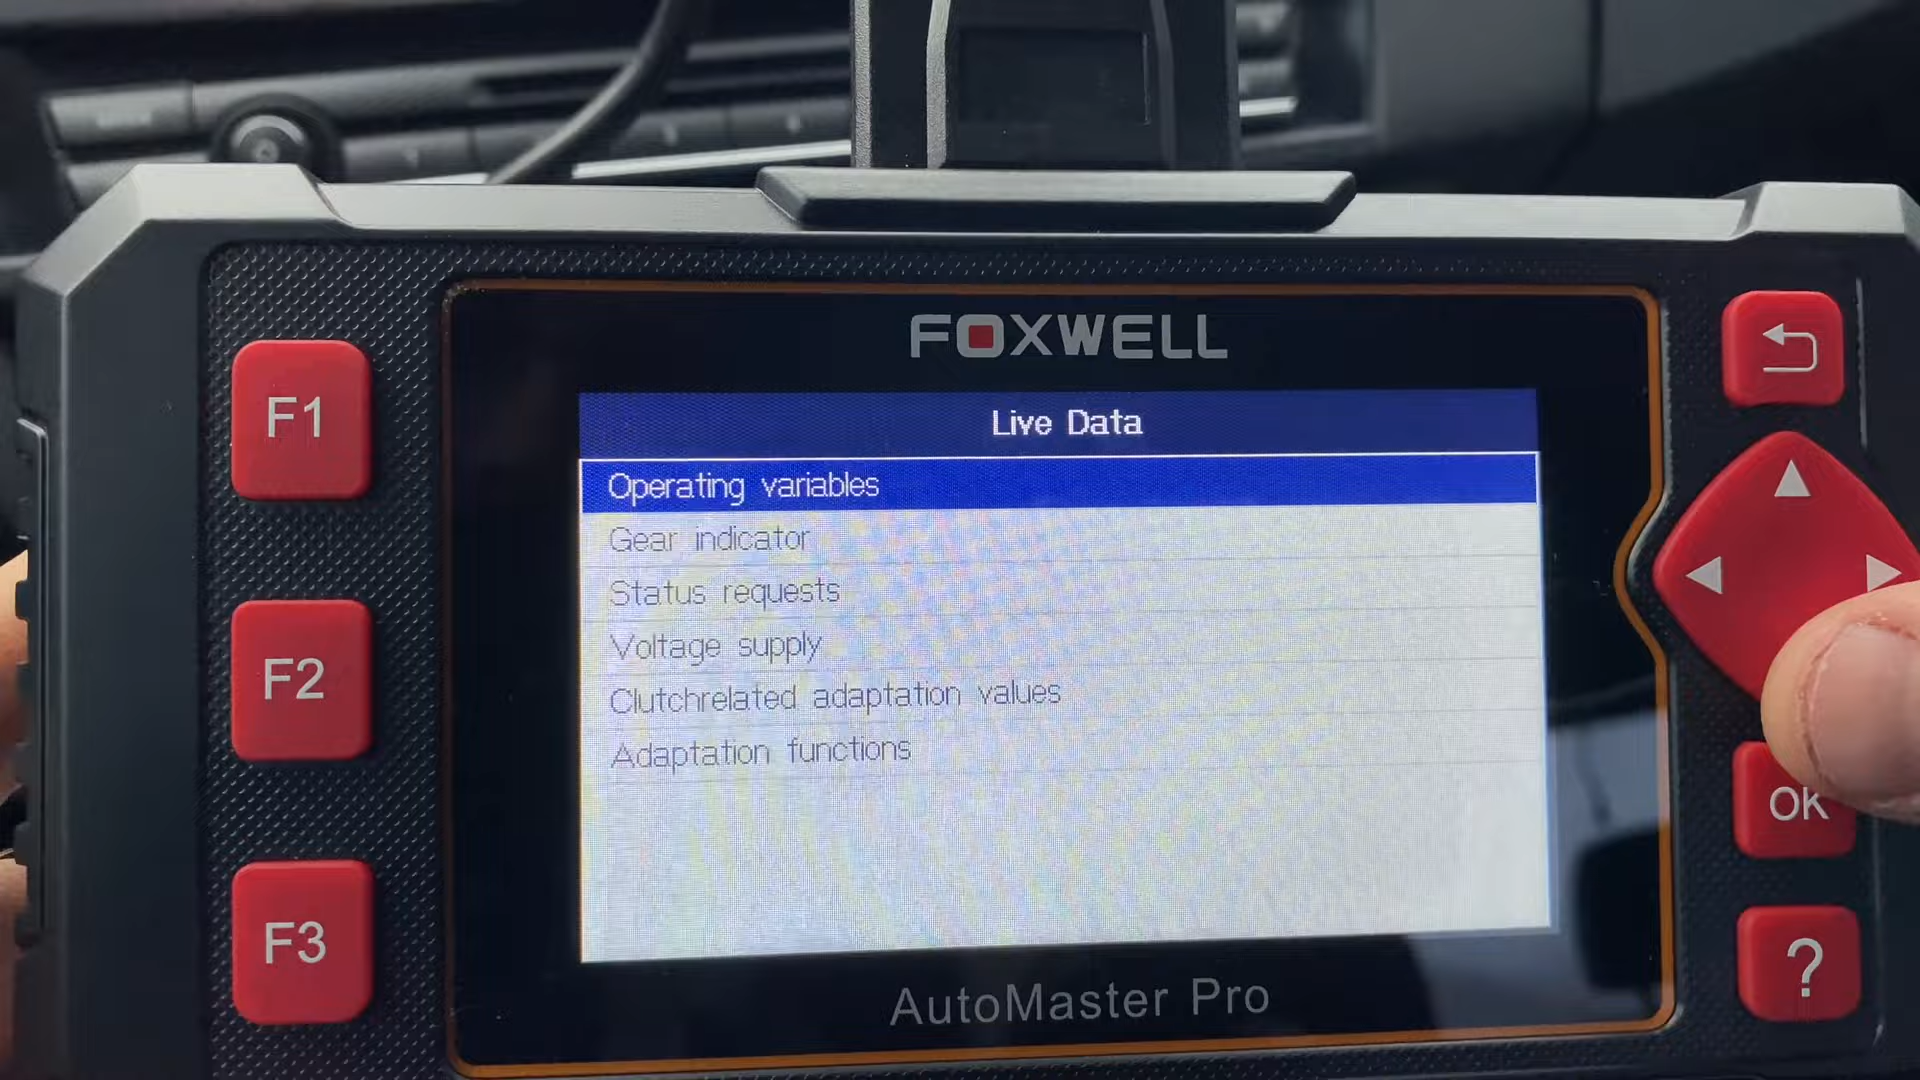 FOXWELL
F1
Live Data
Operating variables
Gear indicator
Status requests
F2
Voltage supply
Clutchrelated adaptation values
Adaptation functions
OK
F3
?
AutoMaster Pro